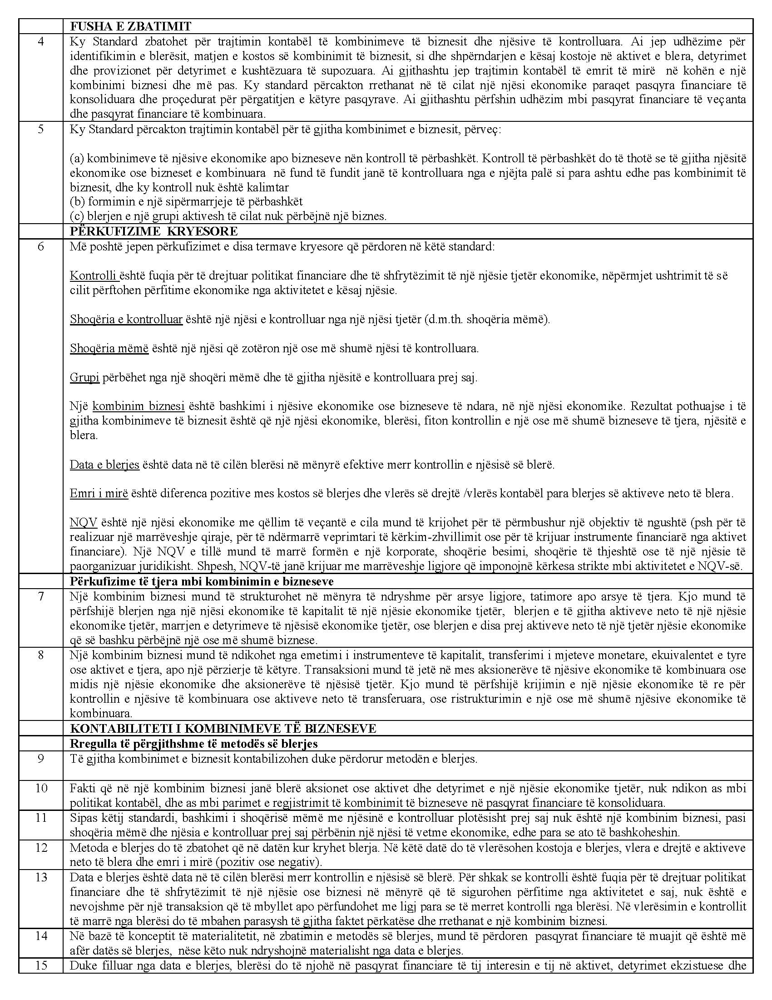 FUSHA E ZBATIMIT
4 Ky Standard zbatohet për trajtimin kontabël të kombinimeve të biznesit dhe njësive të kontrolluara. Ai jep udhëzime për
identifikimin e blerësit, matjen e kostos së kombinimit të biznesit, si dhe shpërndarjen e kësaj kostoje në aktivet e blera, detyrimet
dhe provizionet për detyrimet e kushtëzuara të supozuara. Ai gjithashtu jep trajtimin kontabël të emrit të mirë në kohën e një
kombinimi biznesi dhe më pas. Ky standard përcakton rrethanat në të cilat një njësi ekonomike paraqet pasqyra financiare të
konsoliduara dhe proçedurat për përgatitjen e këtyre pasqyrave. Ai gjithashtu përfshin udhëzim mbi pasqyrat financiare të veçanta
dhe pasqyrat financiare të kombinuara.
5 Ky Standard përcakton trajtimin kontabël për të gjitha kombinimet e biznesit, përveç:
(a) kombinimeve të njësive ekonomike apo bizneseve nën kontroll të përbashkët. Kontroll të përbashkët do të thotë se të gjitha njësitë
ekonomike ose bizneset e kombinuara në fund të fundit janë të kontrolluara nga e njëjta palë si para ashtu edhe pas kombinimit të
biznesit, dhe ky kontroll nuk është kalimtar
(b) formimin e një sipërmarrjeje të përbashkët
(c) blerjen e një grupi aktivesh të cilat nuk përbëjnë një biznes.
PËRKUFIZIME KRYESORE
6 Më poshtë jepen përkufizimet e disa termave kryesore që përdoren në këtë standard:
Kontrolli është fuqia për të drejtuar politikat financiare dhe të shfrytëzimit të një njësie tjetër ekonomike, nëpërmjet ushtrimit të së
cilit përftohen përfitime ekonomike nga aktivitetet e kësaj njësie.
Shoqëria e kontrolluar është një njësi e kontrolluar nga një njësi tjetër (d.m.th. shoqëria mëmë).
Shoqëria mëmë është një njësi që zotëron një ose më shumë njësi të kontrolluara.
Grupi përbëhet nga një shoqëri mëmë dhe të gjitha njësitë e kontrolluara prej saj.
Një kombinim biznesi është bashkimi i njësive ekonomike ose bizneseve të ndara, në një njësi ekonomike. Rezultat pothuajse i të
gjitha kombinimeve të biznesit është që një njësi ekonomike, blerësi, fiton kontrollin e një ose më shumë bizneseve të tjera, njësitë e
blera.
Data e blerjes është data në të cilën blerësi në mënyrë efektive merr kontrollin e njësisë së blerë.
Emri i mirë është diferenca pozitive mes kostos së blerjes dhe vlerës së drejtë /vlerës kontabël para blerjes së aktiveve neto të blera.
NQV është një njësi ekonomike me qëllim të veçantë e cila mund të krijohet për të përmbushur një objektiv të ngushtë (psh për të
realizuar një marrëveshje qiraje, për të ndërmarrë veprimtari të kërkim-zhvillimit ose për të krijuar instrumente financiarë nga aktivet
financiare). Një NQV e tillë mund të marrë formën e një korporate, shoqërie besimi, shoqërie të thjeshtë ose të një njësie të
paorganizuar juridikisht. Shpesh, NQV-të janë krijuar me marrëveshje ligjore që imponojnë kërkesa strikte mbi aktivitetet e NQV-së.
Përkufizime të tjera mbi kombinimin e bizneseve
7 Një kombinim biznesi mund të strukturohet në mënyra të ndryshme për arsye ligjore, tatimore apo arsye të tjera. Kjo mund të
përfshijë blerjen nga një njësi ekonomike të kapitalit të një njësie ekonomike tjetër, blerjen e të gjitha aktiveve neto të një njësie
ekonomike tjetër, marrjen e detyrimeve të njësisë ekonomike tjetër, ose blerjen e disa prej aktiveve neto të një tjetër njësie ekonomike
që së bashku përbëjnë një ose më shumë biznese.
8 Një kombinim biznesi mund të ndikohet nga emetimi i instrumenteve të kapitalit, transferimi i mjeteve monetare, ekuivalentet e tyre
ose aktivet e tjera, apo një përzierje të këtyre. Transaksioni mund të jetë në mes aksionerëve të njësive ekonomike të kombinuara ose
midis një njësie ekonomike dhe aksionerëve të njësisë tjetër. Kjo mund të përfshijë krijimin e një njësie ekonomike të re për
kontrollin e njësive të kombinuara ose aktiveve neto të transferuara, ose ristrukturimin e një ose më shumë njësive ekonomike të
kombinuara.
KONTABILITETI I KOMBINIMEVE TË BIZNESEVE
Rregulla të përgjithshme të metodës së blerjes
9 Të gjitha kombinimet e biznesit kontabilizohen duke përdorur metodën e blerjes.
10 Fakti që në një kombinim biznesi janë blerë aksionet ose aktivet dhe detyrimet e një njësie ekonomike tjetër, nuk ndikon as mbi
politikat kontabël, dhe as mbi parimet e regjistrimit të kombinimit të bizneseve në pasqyrat financiare të konsoliduara.
11 Sipas këtij standardi, bashkimi i shoqërisë mëmë me njësinë e kontrolluar plotësisht prej saj nuk është një kombinim biznesi, pasi
shoqëria mëmë dhe njësia e kontrolluar prej saj përbënin një njësi të vetme ekonomike, edhe para se ato të bashkoheshin.
12 Metoda e blerjes do të zbatohet që në datën kur kryhet blerja. Në këtë datë do të vlerësohen kostoja e blerjes, vlera e drejtë e aktiveve
neto të blera dhe emri i mirë (pozitiv ose negativ).
13 Data e blerjes është data në të cilën blerësi merr kontrollin e njësisë së blerë. Për shkak se kontrolli është fuqia për të drejtuar politikat
financiare dhe të shfrytëzimit të një njësie ose biznesi në mënyrë që të sigurohen përfitime nga aktivitetet e saj, nuk është e
nevojshme për një transaksion që të mbyllet apo përfundohet me ligj para se të merret kontrolli nga blerësi. Në vlerësimin e kontrollit
të marrë nga blerësi do të mbahen parasysh të gjitha faktet përkatëse dhe rrethanat e një kombinim biznesi.
14 Në bazë të konceptit të materialitetit, në zbatimin e metodës së blerjes, mund të përdoren pasqyrat financiare të muajit që është më
afër datës së blerjes, nëse këto nuk ndryshojnë materialisht nga data e blerjes.
15 Duke filluar nga data e blerjes, blerësi do të njohë në pasqyrat financiare të tij interesin e tij në aktivet, detyrimet ekzistuese dhe